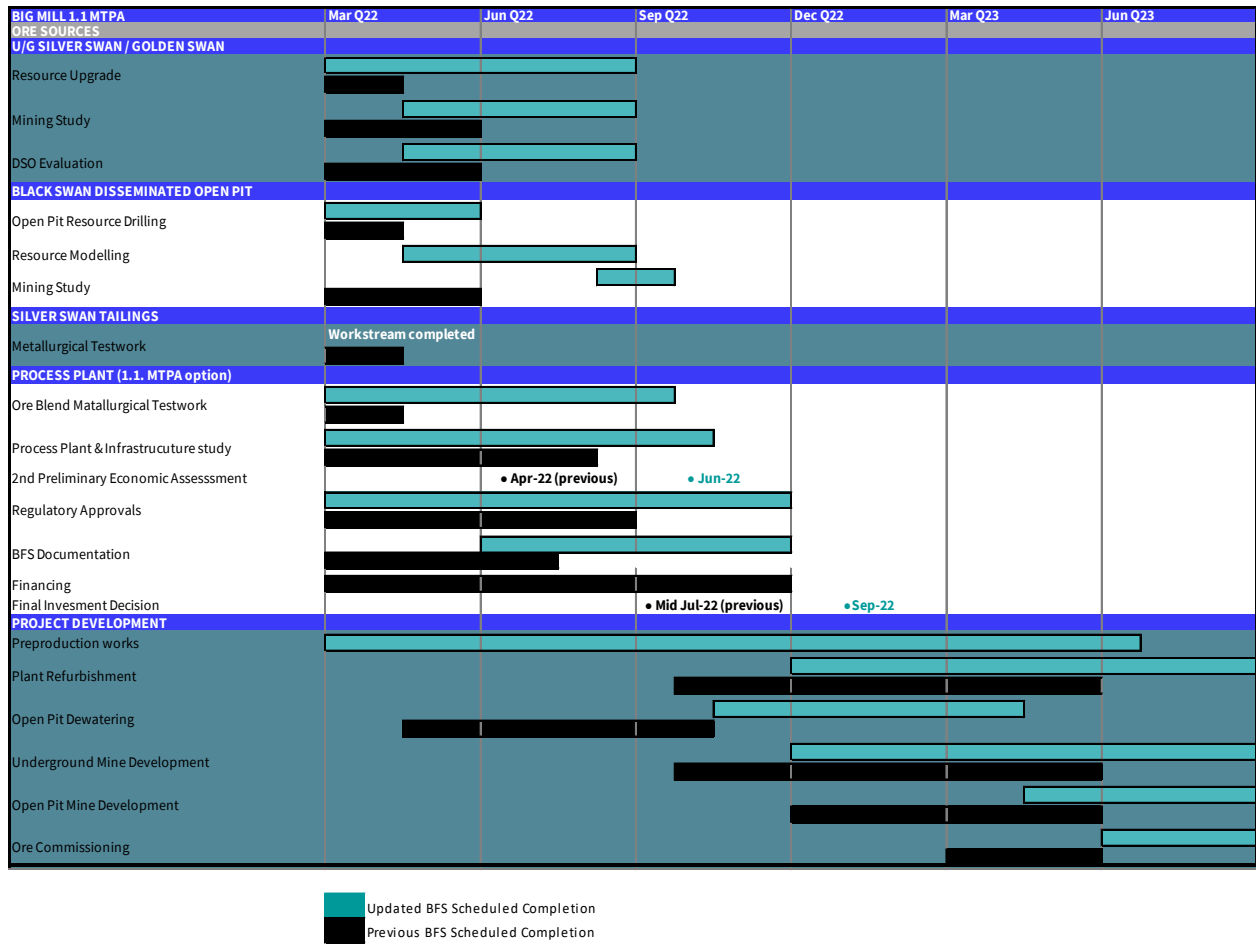 BIG MILL 1.1 MTPA Mar Q22 Jun Q22 Sep Q22 Dec Q22 Mar Q23 Jun Q23
ORE SOURCES
U/G SILVER SWAN / GOLDEN SWAN
Resource Upgrade
Mining Study
DSO Evaluation
BLACK SWAN DISSEMINATED OPEN PIT
Open Pit Resource Drilling
Resource Modelling
Mining Study
SILVER SWAN TAILINGS
Workstream completed
Metallurgical Testwork
PROCESS PLANT (1.1. MTPA option)
Ore Blend Matallurgical Testwork
Process Plant & Infrastrucuture study
2nd Preliminary Economic Assesssment • Apr-22 (previous) • Jun-22
Regulatory Approvals
BFS Documentation
Financing
Final Invesment Decision • Mid Jul-22 (previous) •Sep-22
PROJECT DEVELOPMENT
Preproduction works
Plant Refurbishment
Open Pit Dewatering
Underground Mine Development
Open Pit Mine Development
Ore Commissioning
Updated BFS Scheduled Completion
Previous BFS Scheduled Completion